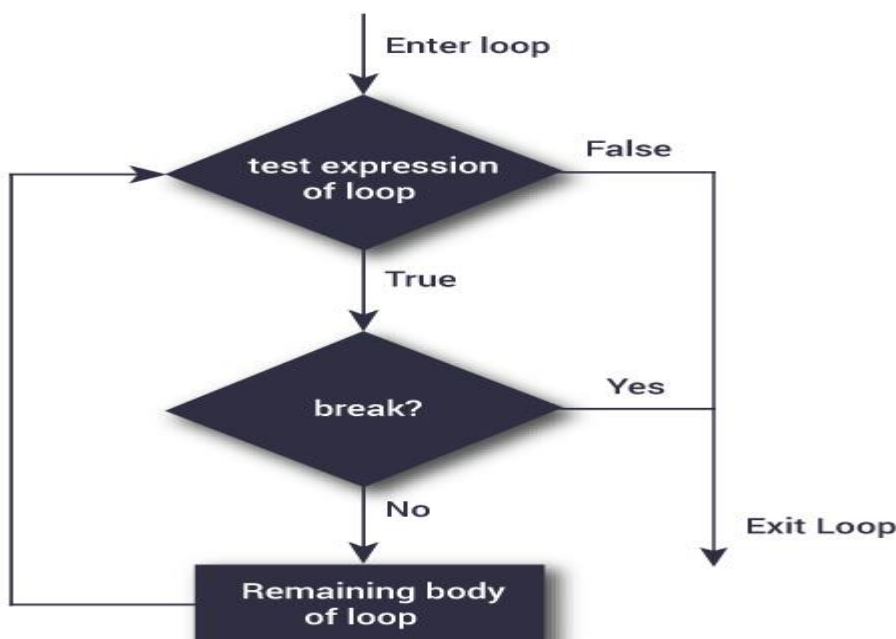 Enter loop
test expression
of loop
False
True
break?
Yes
No
Exit Loop
Remaining body
of loop